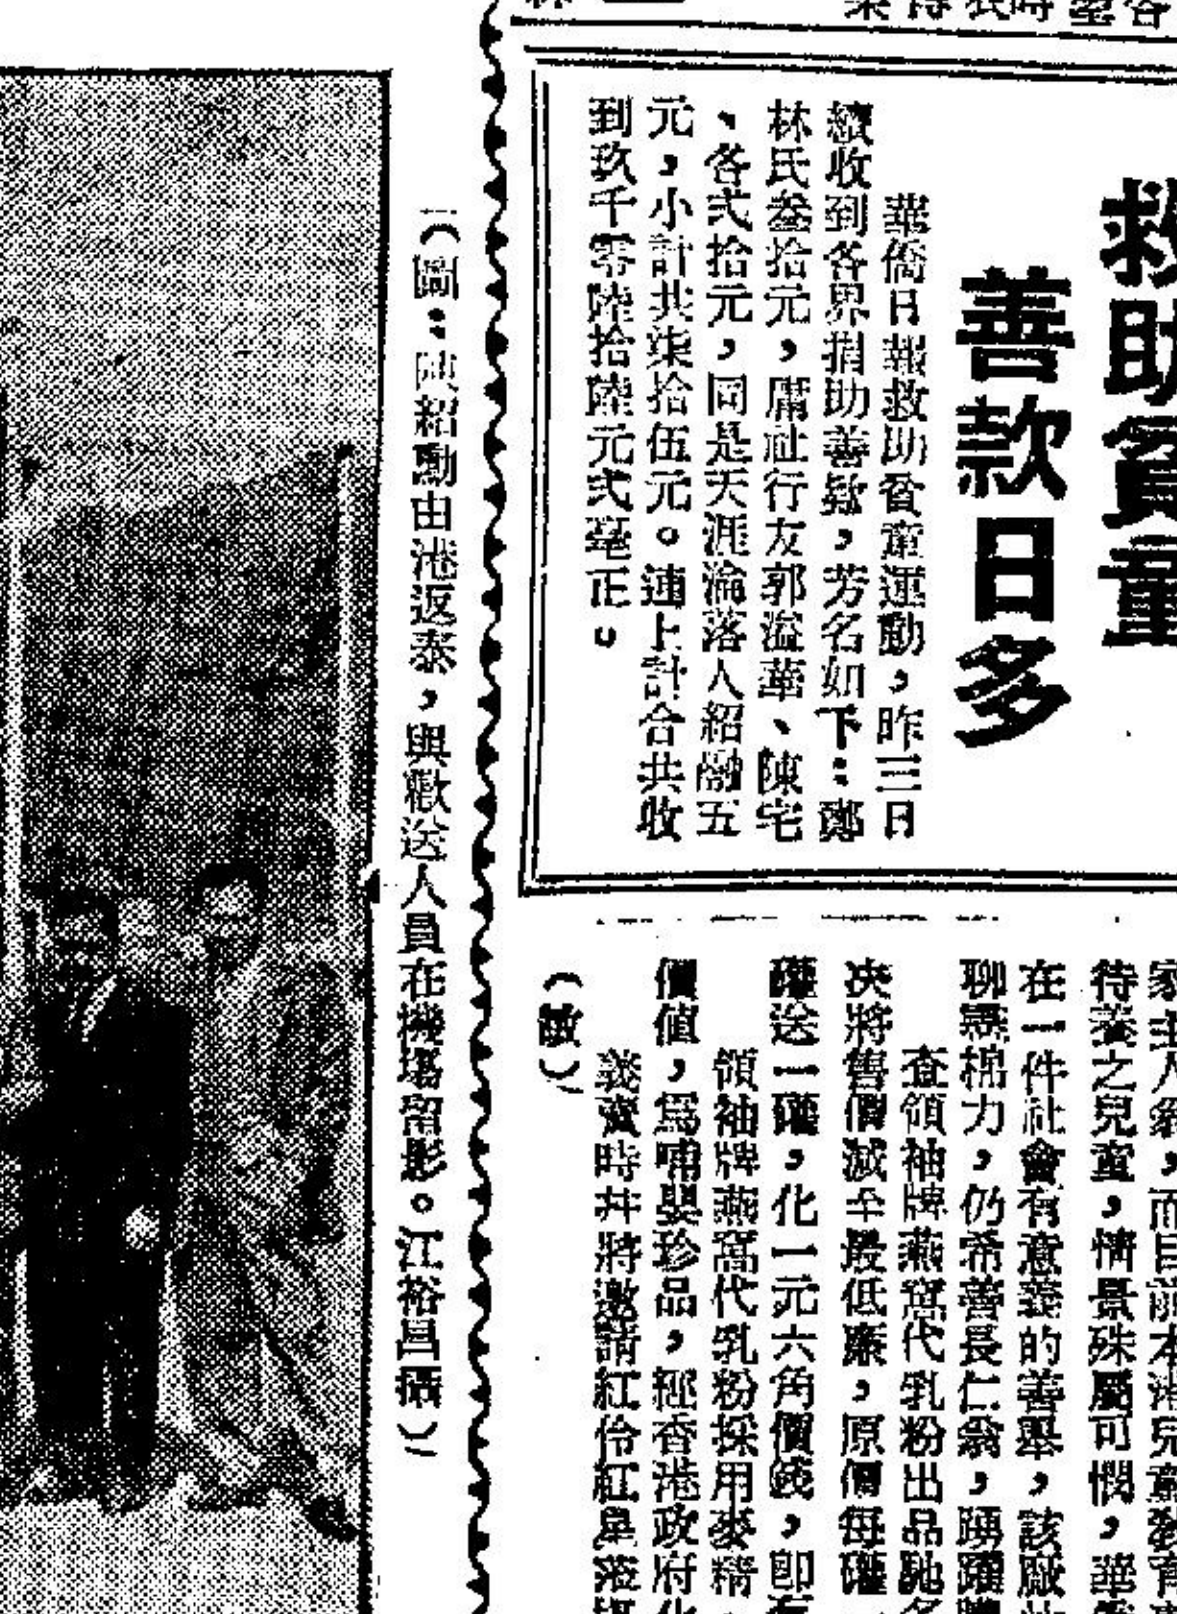 救助貧童
善款日多
華僑日報救助貧童運動，昨三日
續收到各界捐助善款，芳名如下：鄭
林氏叁拾元，庸祉行友郭滋華、陳宅
、各弍拾元，同是天涯淪落人紹融五
元，小計共柒拾伍元。連上計合共收
到玖千零陸拾陸元弍毫正。
待養之兒童，情景殊屬可憫，華
在一件社會有意義的善舉，該廠
聊盡棉力，仍希善長仁翁，踴躍
查領袖牌燕窩代乳粉出品馳名
決將售價減至最低廉，原價每罐
罐送一罐，化一元六角價錢，即
領袖牌燕窩代乳粉採用麥精
價值，爲哺嬰珍品，經香港政府化
義賣時并將邀請紅伶紅星蒞場
（圖：陳紹勳由港返泰，與歡送人員在機場留影。江裕昌攝）